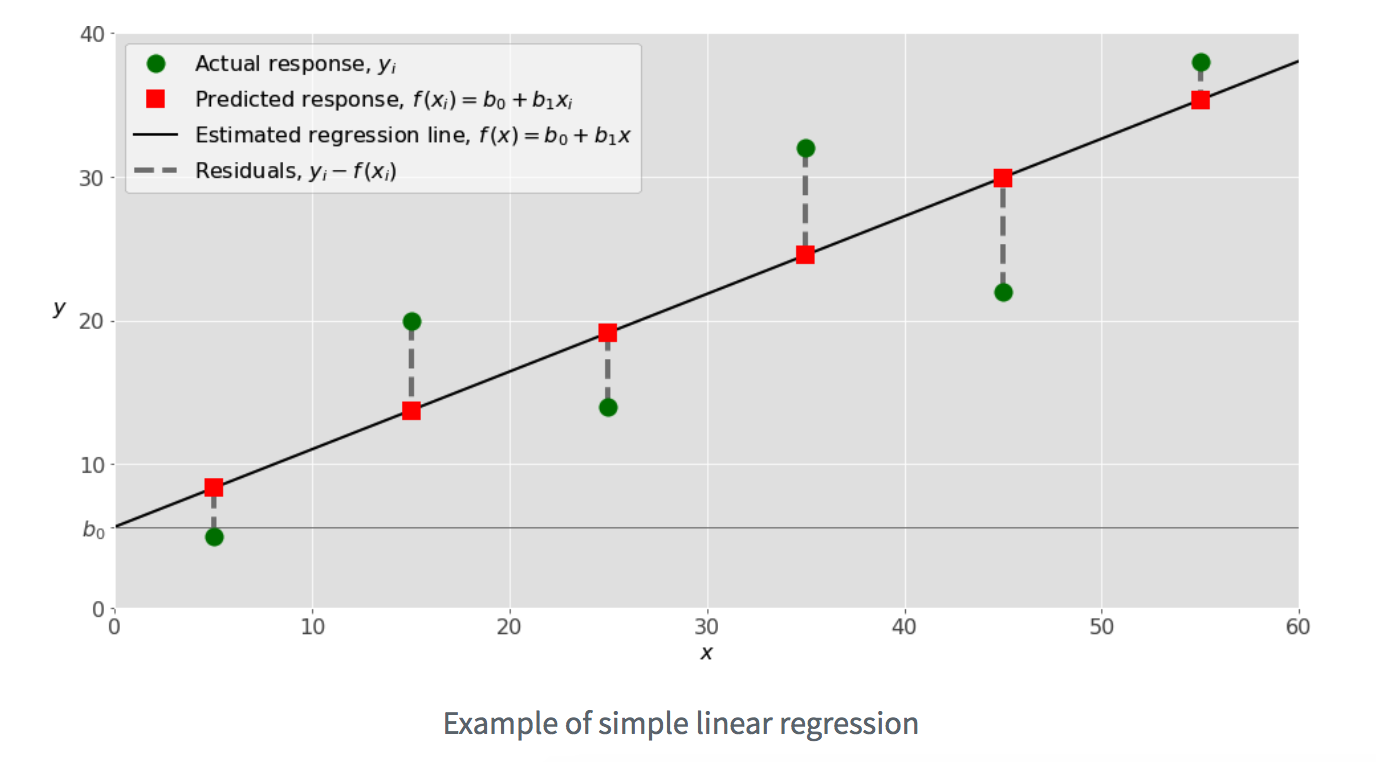 40
Actual response, yᵢ
Predicted response, f(xᵢ) = b₀ + b₁xᵢ
Estimated regression line, f(x) = b₀ + b₁x
Residuals, yᵢ − f(xᵢ)
30
y
20
10
b₀
0
0 10 20 30 40 50 60
x
Example of simple linear regression